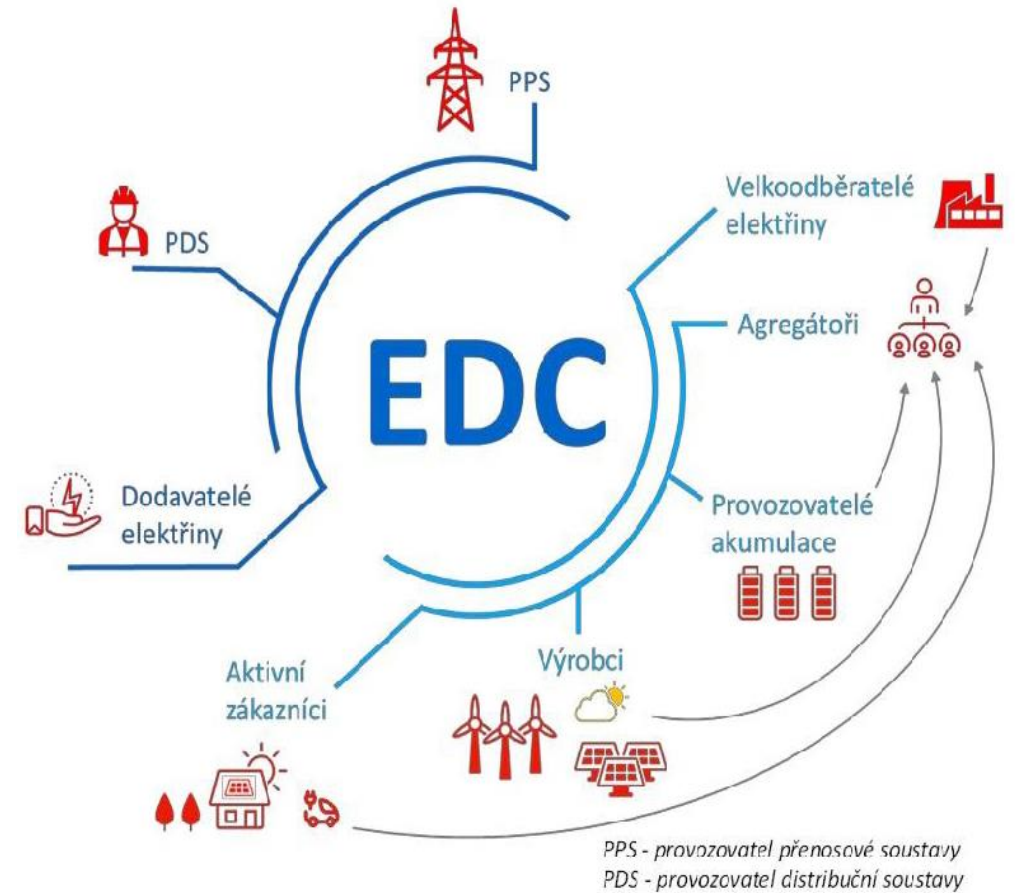 PPS
Velkoodběratelé
elektřiny
PDS
Agregátoři
EDC
Dodavatelé
elektřiny
Provozovatelé
akumulace
Výrobci
Aktivní
zákazníci
PPS - provozovatel přenosové soustavy
PDS - provozovatel distribuční soustavy